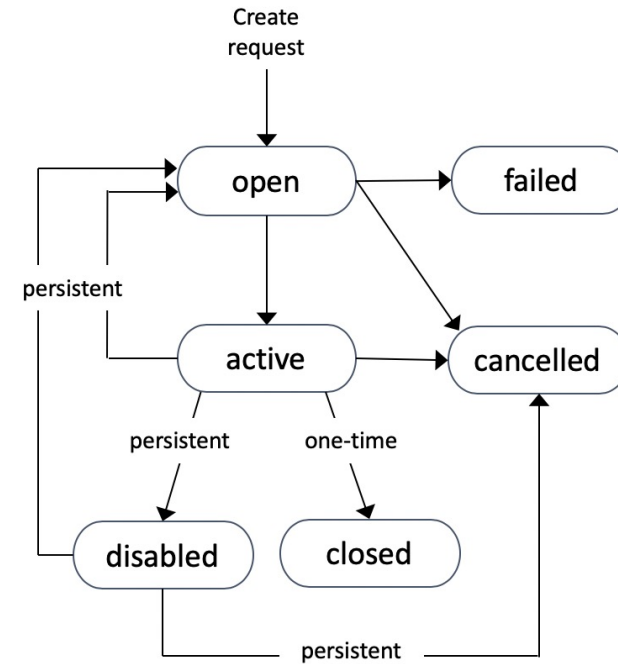 Create
request
open
failed
persistent
active
cancelled
persistent
one-time
disabled
closed
persistent